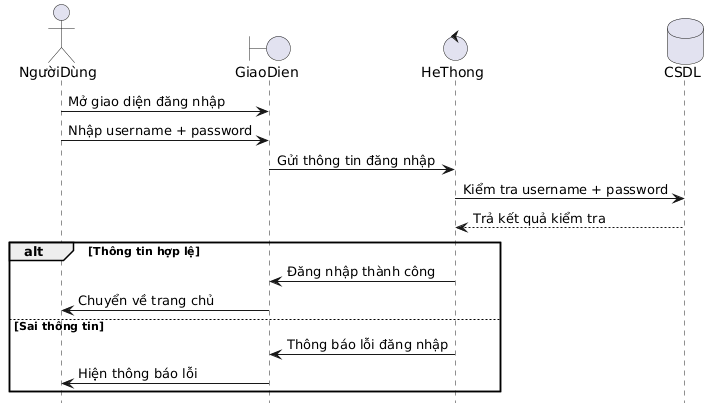 NgườiDùng
GiaoDien
HeThong
CSDL
Mở giao diện đăng nhập
Nhập username + password
Gửi thông tin đăng nhập
Kiểm tra username + password
Trả kết quả kiểm tra
alt [Thông tin hợp lệ]
Đăng nhập thành công
Chuyển về trang chủ
[Sai thông tin]
Thông báo lỗi đăng nhập
Hiện thông báo lỗi